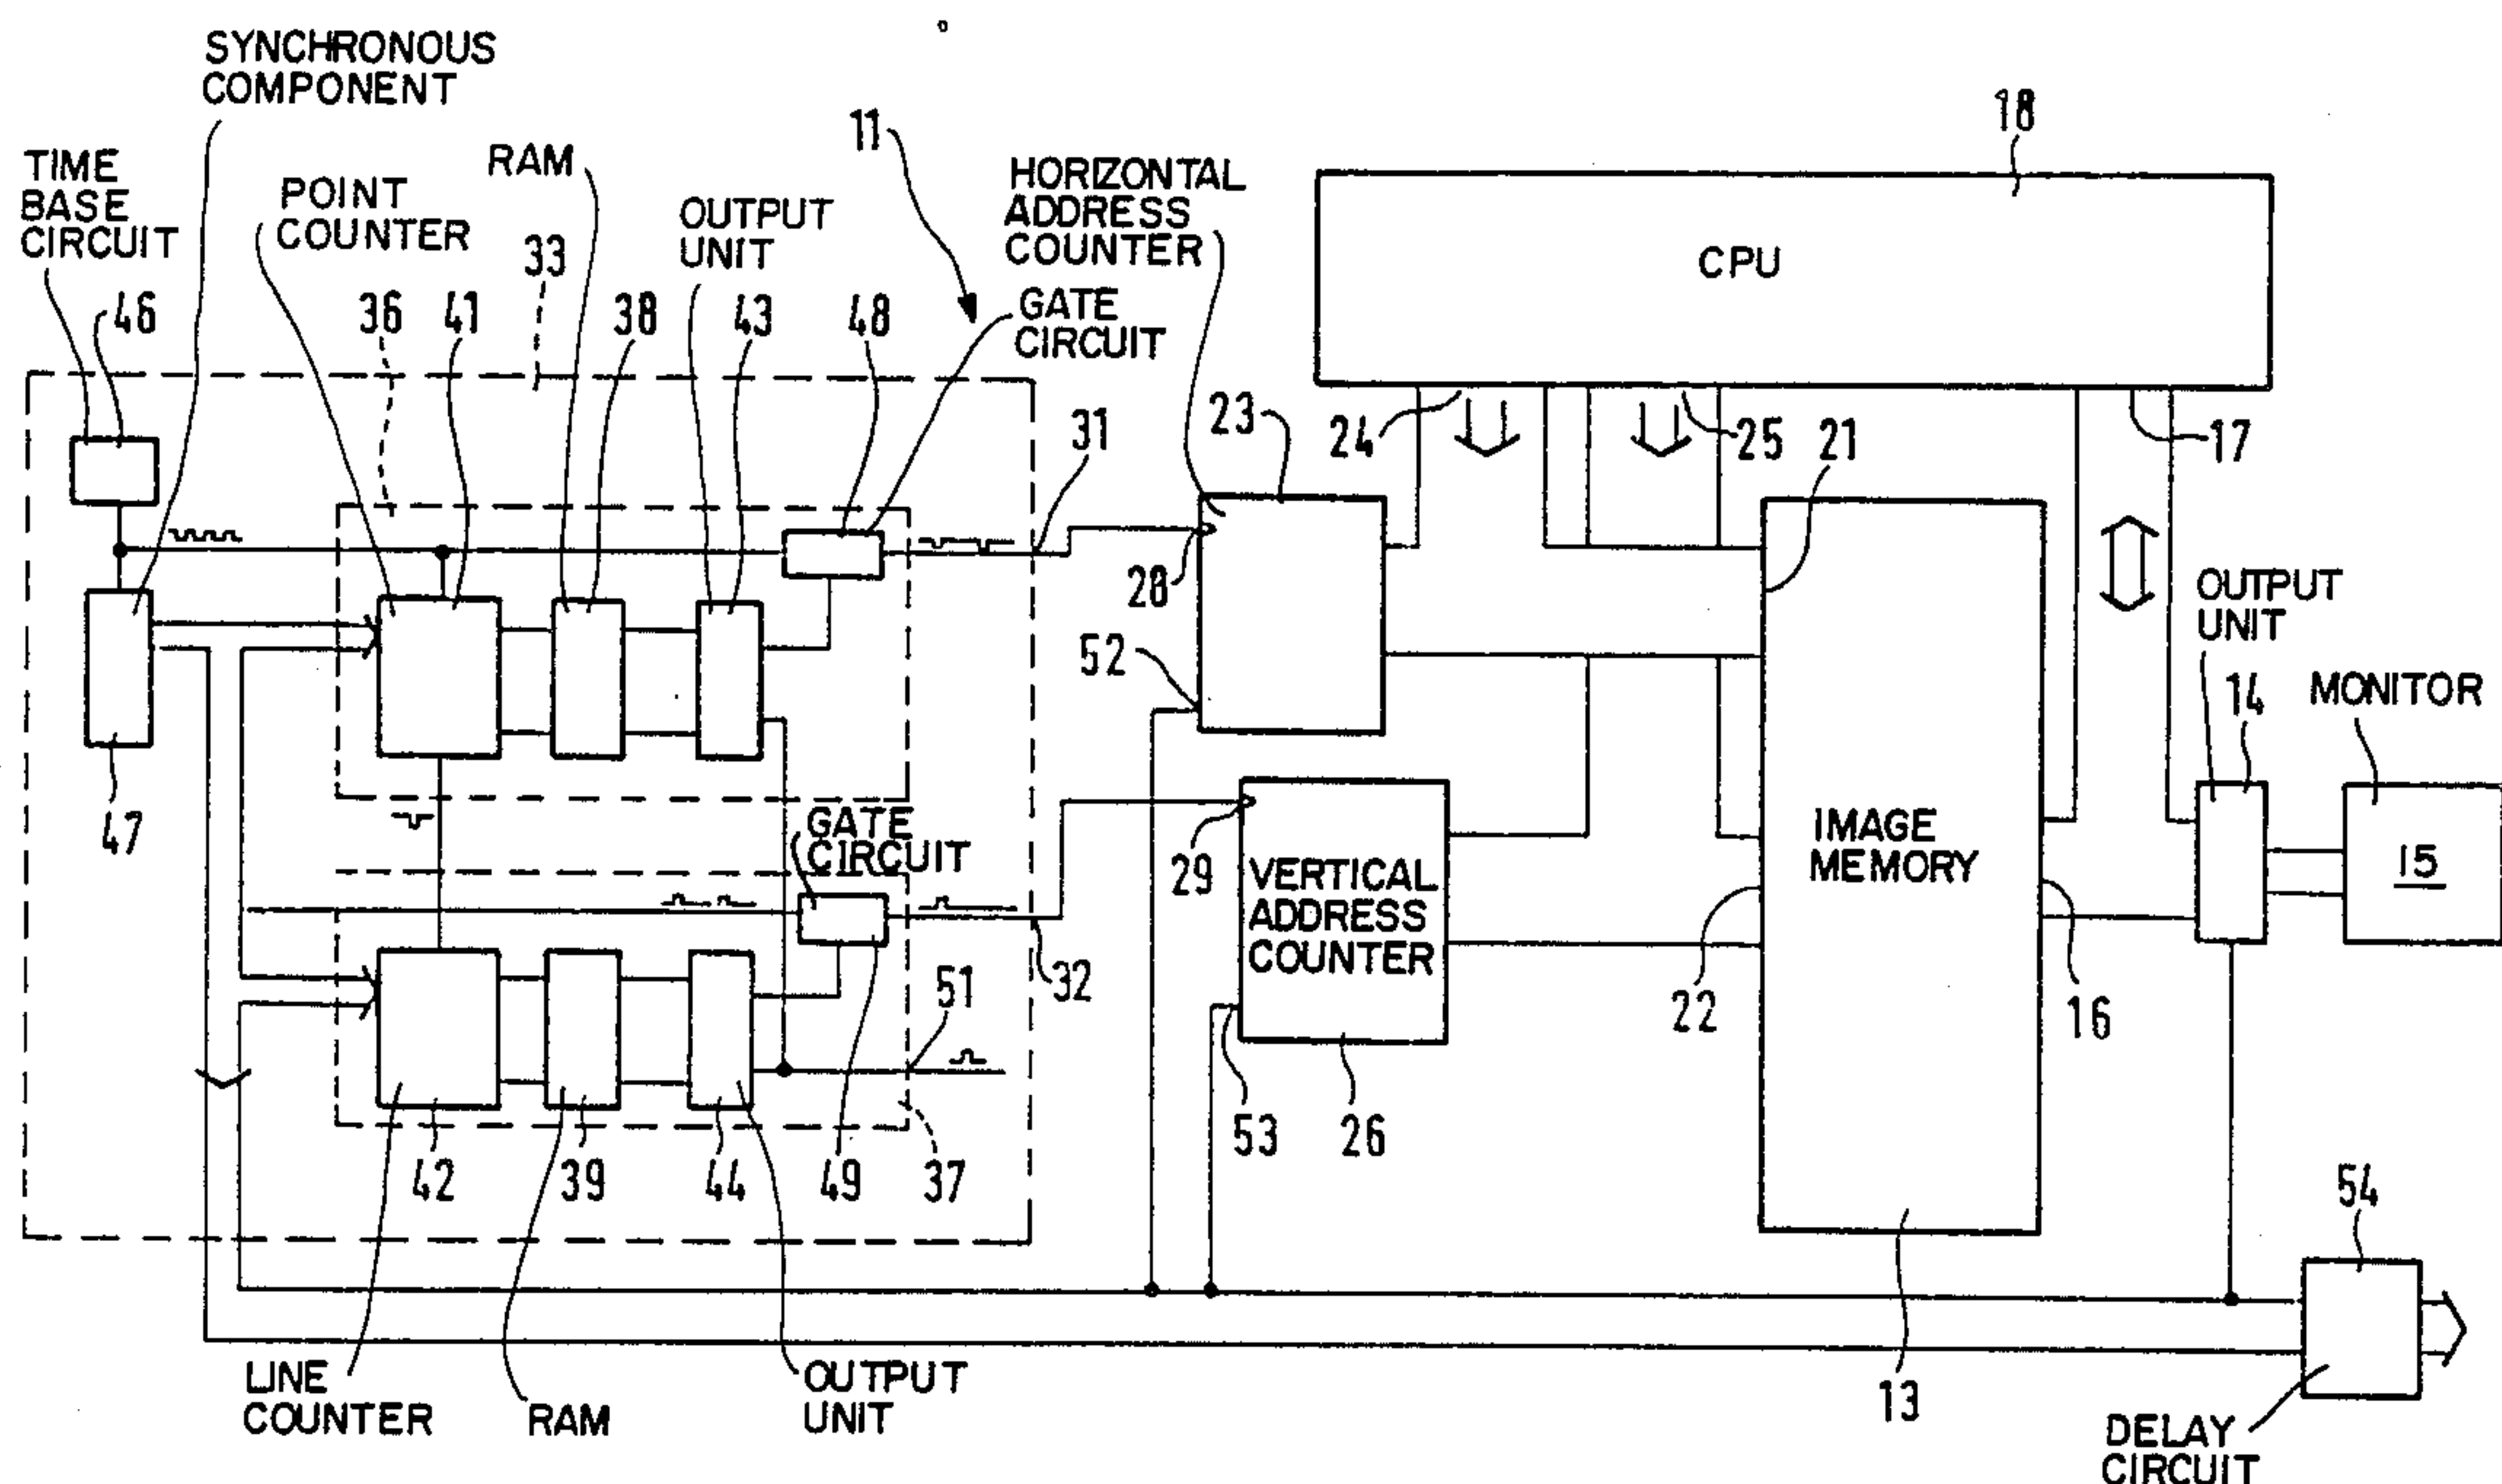 SYNCHRONOUS
COMPONENT
TIME
BASE
CIRCUIT
46
POINT
COUNTER
RAM
OUTPUT
UNIT
33
36
41
38
43
48
11
HORIZONTAL
ADDRESS
COUNTER
GATE
CIRCUIT
18
CPU
31
23
24
25
21
17
28
52
47
GATE
CIRCUIT
29
VERTICAL
ADDRESS
COUNTER
IMAGE
MEMORY
OUTPUT
UNIT
14
MONITOR
15
51
32
22
16
53
26
42
39
44
49
37
54
13
LINE
COUNTER
RAM
OUTPUT
UNIT
DELAY
CIRCUIT